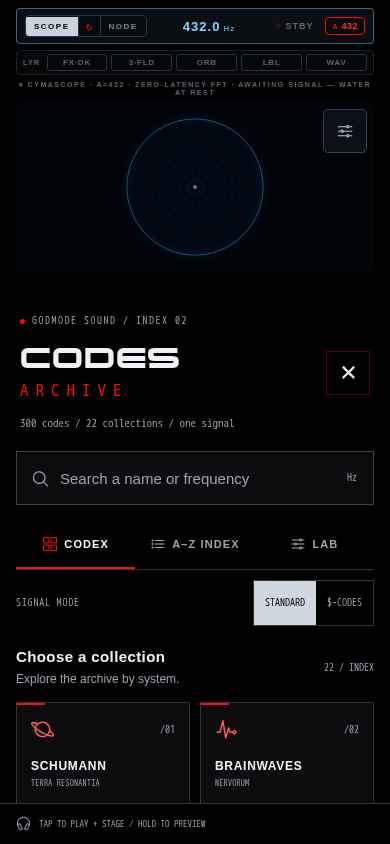 SCOPE ↻ NODE 432.0 Hz STBY A 432
LYR FX·DK 3·FLD ORB LBL WAV
CYMASCOPE · A=432 · ZERO-LATENCY FFT · AWAITING SIGNAL — WATER
AT REST
GODMODE SOUND / INDEX 02
CODES
ARCHIVE
300 codes / 22 collections / one signal
Search a name or frequency Hz
CODEX A–Z INDEX LAB
SIGNAL MODE STANDARD $-CODES
Choose a collection
Explore the archive by system.
22 / INDEX
/01
SCHUMANN
TERRA RESONANTIA
/02
BRAINWAVES
NERVORUM
TAP TO PLAY + STAGE / HOLD TO PREVIEW